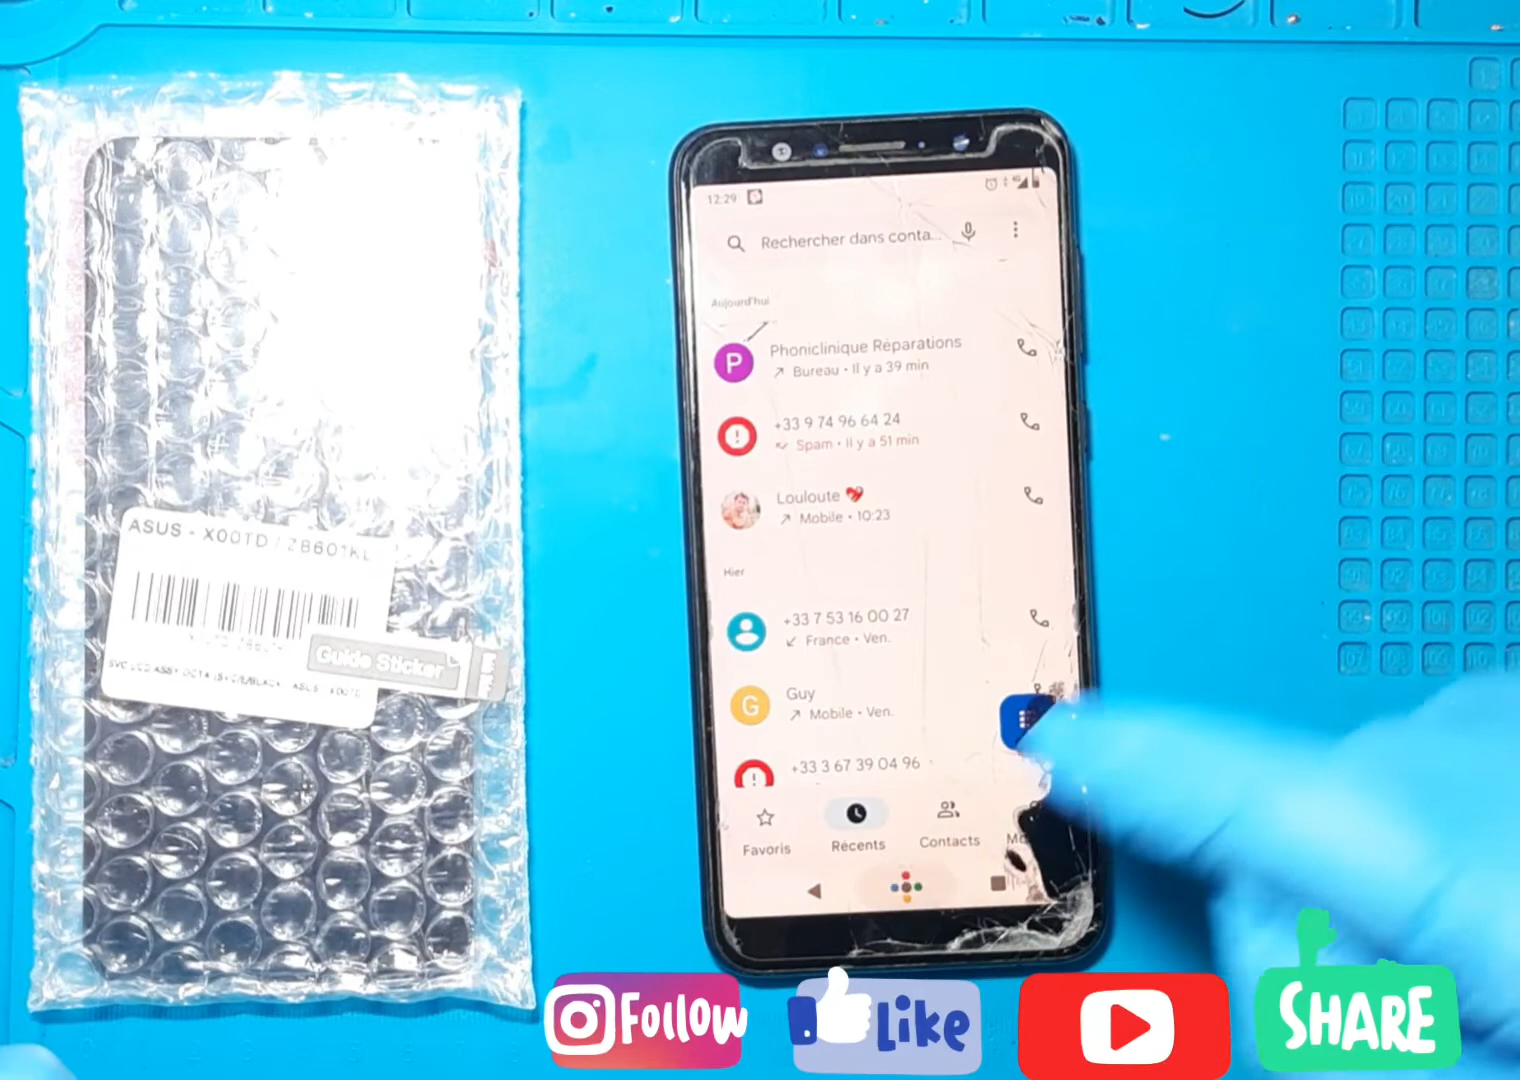 ASUS - X00TD / ZB601KL
Guide Sticker
12:29
Rechercher dans conta...
Aujourd'hui
P
Phoniclinique Réparations
Bureau • Il y a 39 min
+33 9 74 96 64 24
Spam • Il y a 51 min
Louloute
Mobile • 10:23
Hier
+33 7 53 16 00 27
France • Ven.
G
Guy
Mobile • Ven.
+33 3 67 39 04 96
Favoris
Récents
Contacts
Follow
Like
SHARE